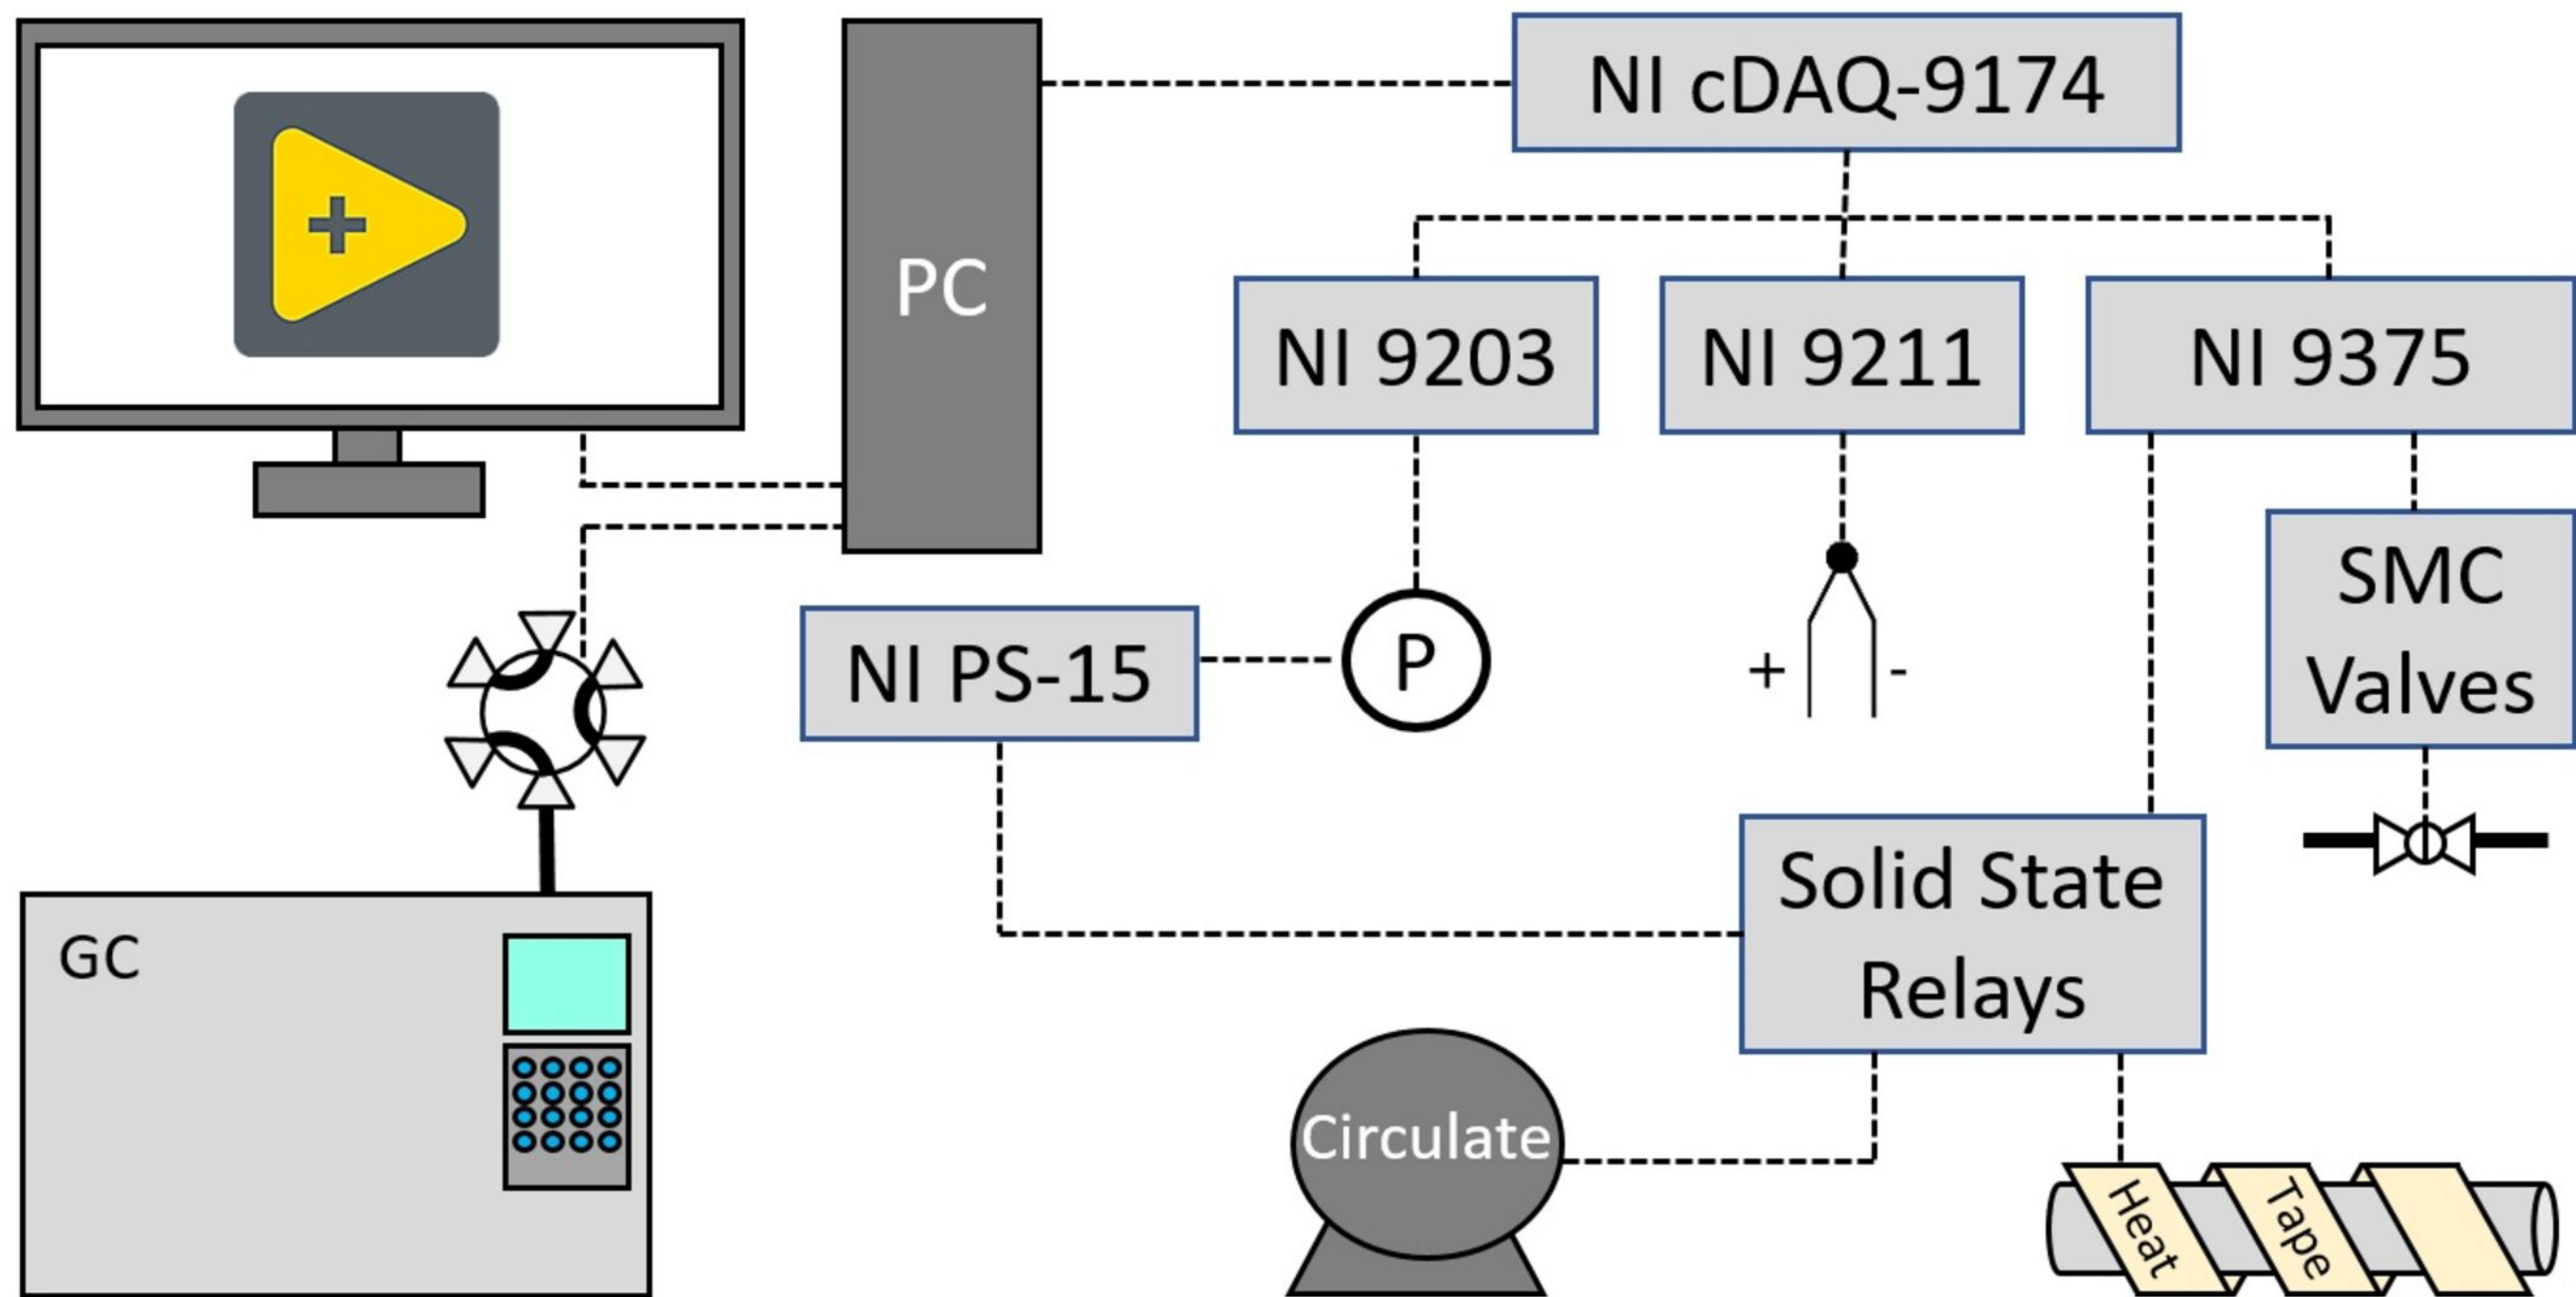 PC
NI cDAQ-9174
NI 9203
NI 9211
NI 9375
NI PS-15
P
+
-
SMC
Valves
Solid State
Relays
GC
Circulate
Heat
Tape